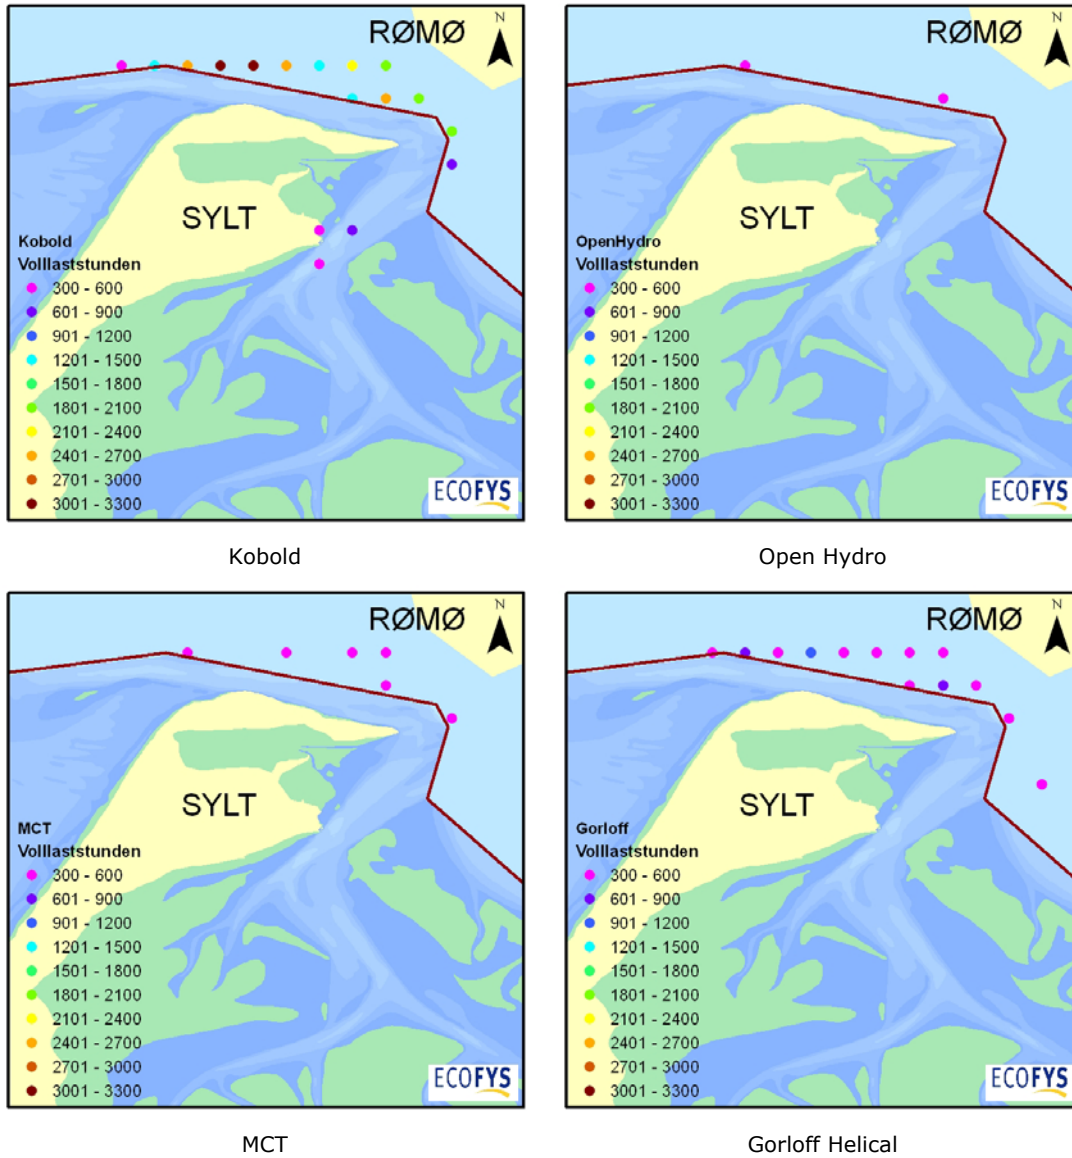 RØMØ
N
SYLT
Kobold
Volllaststunden
300 - 600
601 - 900
901 - 1200
1201 - 1500
1501 - 1800
1801 - 2100
2101 - 2400
2401 - 2700
2701 - 3000
3001 - 3300
ECOFYS
Kobold
RØMØ
N
SYLT
OpenHydro
Volllaststunden
300 - 600
601 - 900
901 - 1200
1201 - 1500
1501 - 1800
1801 - 2100
2101 - 2400
2401 - 2700
2701 - 3000
3001 - 3300
ECOFYS
Open Hydro
RØMØ
N
SYLT
MCT
Volllaststunden
300 - 600
601 - 900
901 - 1200
1201 - 1500
1501 - 1800
1801 - 2100
2101 - 2400
2401 - 2700
2701 - 3000
3001 - 3300
ECOFYS
MCT
RØMØ
N
SYLT
Gorloff
Volllaststunden
300 - 600
601 - 900
901 - 1200
1201 - 1500
1501 - 1800
1801 - 2100
2101 - 2400
2401 - 2700
2701 - 3000
3001 - 3300
ECOFYS
Gorloff Helical